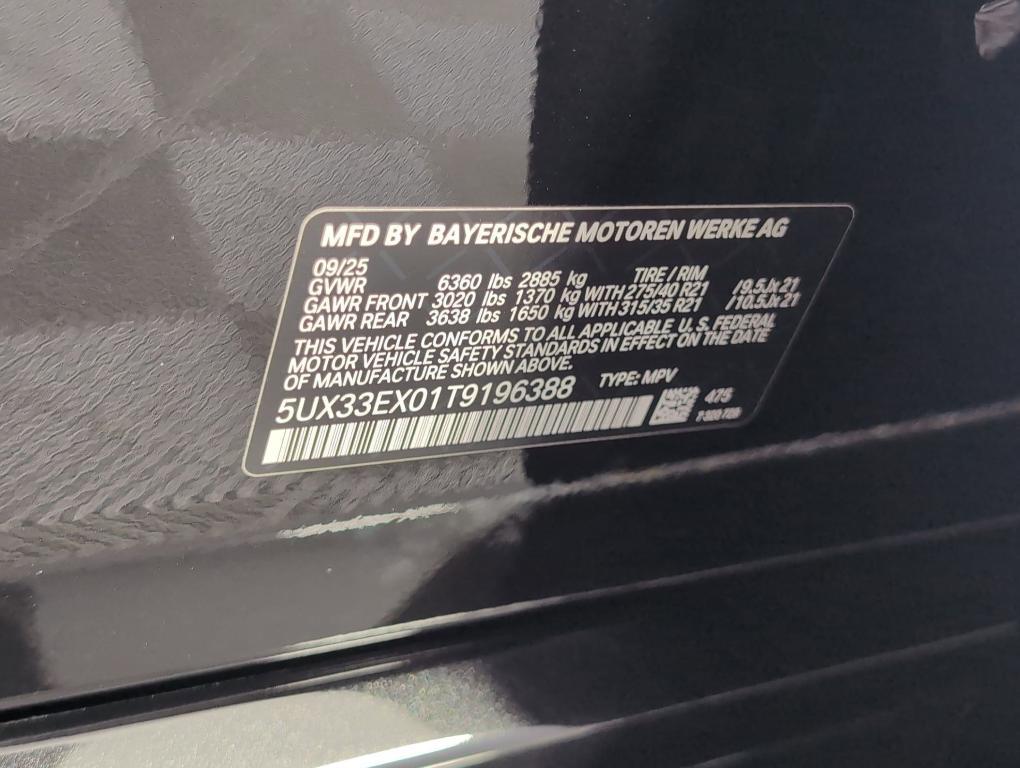 MFD BY BAYERISCHE MOTOREN WERKE AG
09/25 TIRE / RIM
GVWR 6360 lbs 2885 kg
GAWR FRONT 3020 lbs 1370 kg WITH 275/40 R21 /9.5Jx21
GAWR REAR 3638 lbs 1650 kg WITH 315/35 R21 /10.5Jx21
THIS VEHICLE CONFORMS TO ALL APPLICABLE U. S. FEDERAL
MOTOR VEHICLE SAFETY STANDARDS IN EFFECT ON THE DATE
OF MANUFACTURE SHOWN ABOVE.
5UX33EX01T9196388 TYPE: MPV
475